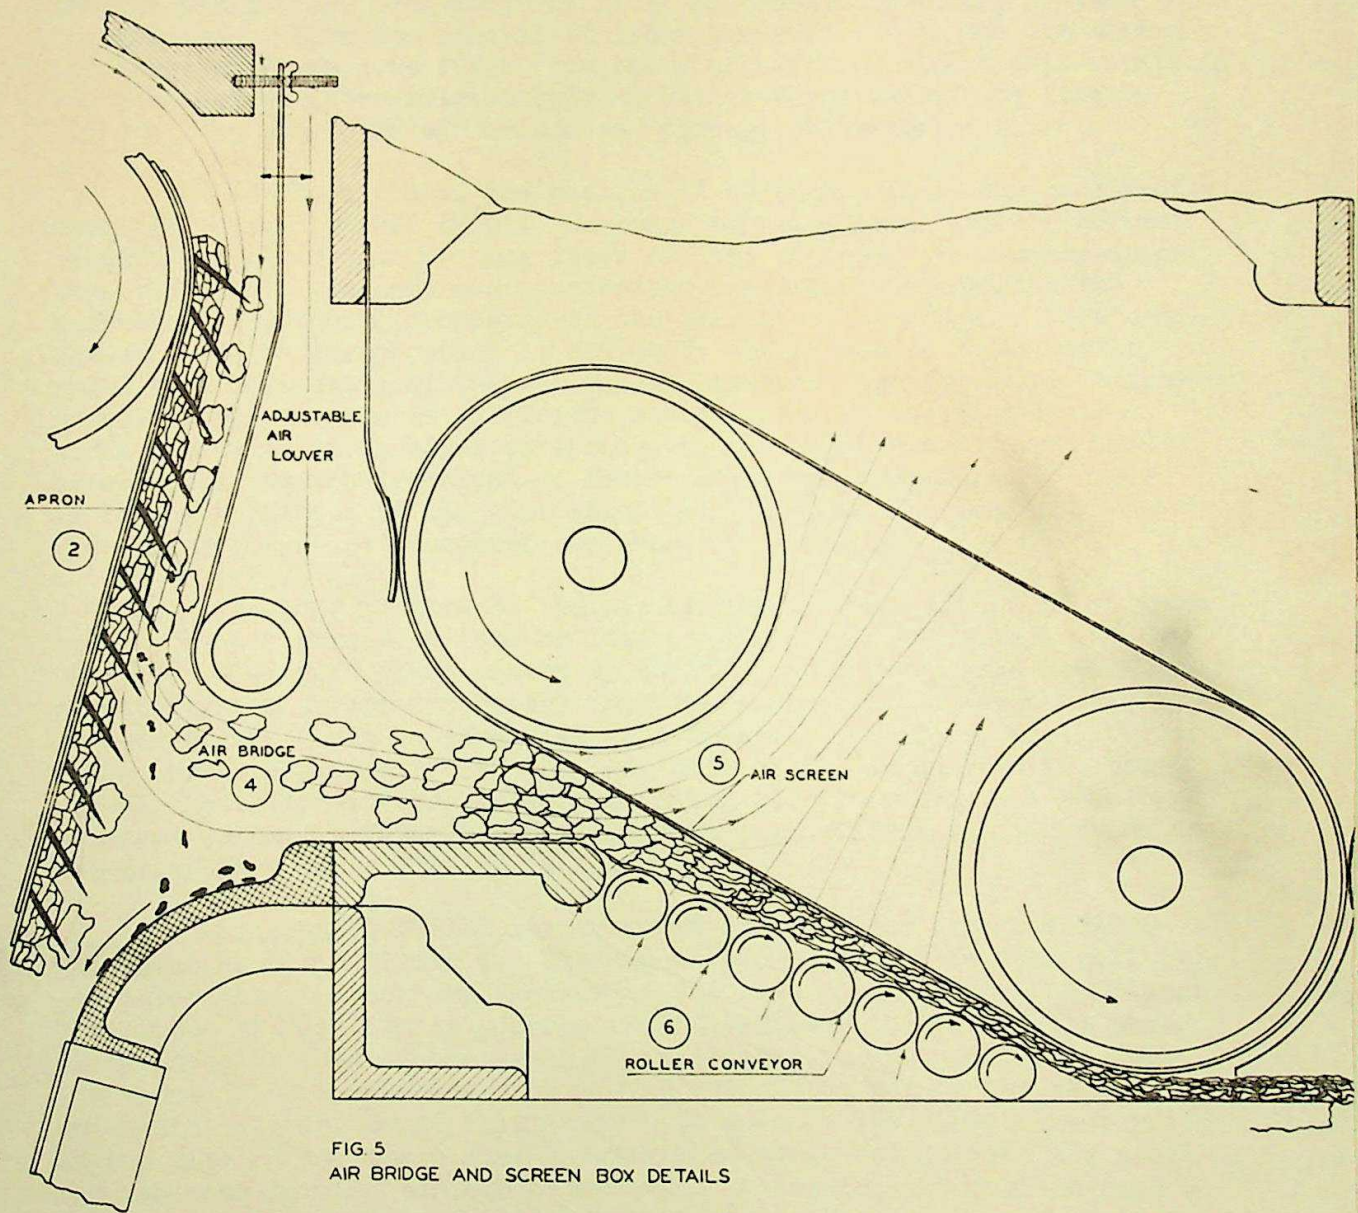 ADJUSTABLE
AIR
LOUVER
APRON
2
AIR BRIDGE
4
5
AIR SCREEN
6
ROLLER CONVEYOR
FIG. 5
AIR BRIDGE AND SCREEN BOX DETAILS